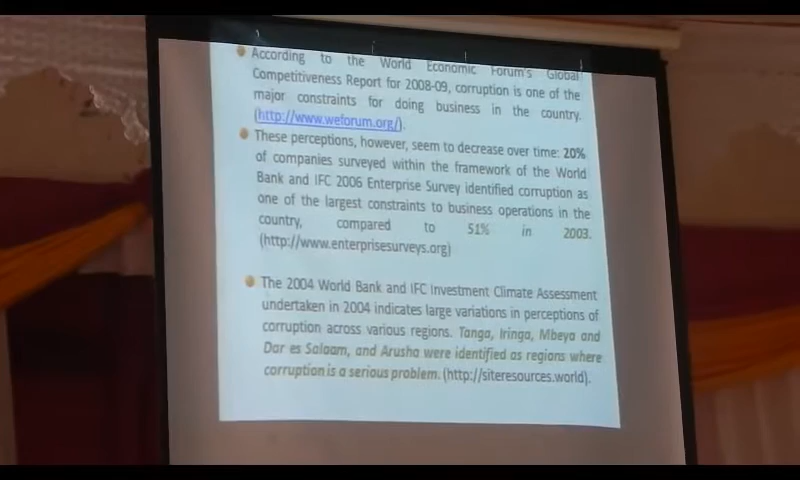 According to the World Economic Forum's Global
Competitiveness Report for 2008-09, corruption is one of the
major constraints for doing business in the country.
(http://www.weforum.org/).
These perceptions, however, seem to decrease over time: 20%
of companies surveyed within the framework of the World
Bank and IFC 2006 Enterprise Survey identified corruption as
one of the largest constraints to business operations in the
country, compared to 51% in 2003.
(http://www.enterprisesurveys.org)
The 2004 World Bank and IFC Investment Climate Assessment
undertaken in 2004 indicates large variations in perceptions of
corruption across various regions. Tanga, Iringa, Mbeya and
Dar es Salaam, and Arusha were identified as regions where
corruption is a serious problem. (http://siteresources.world).